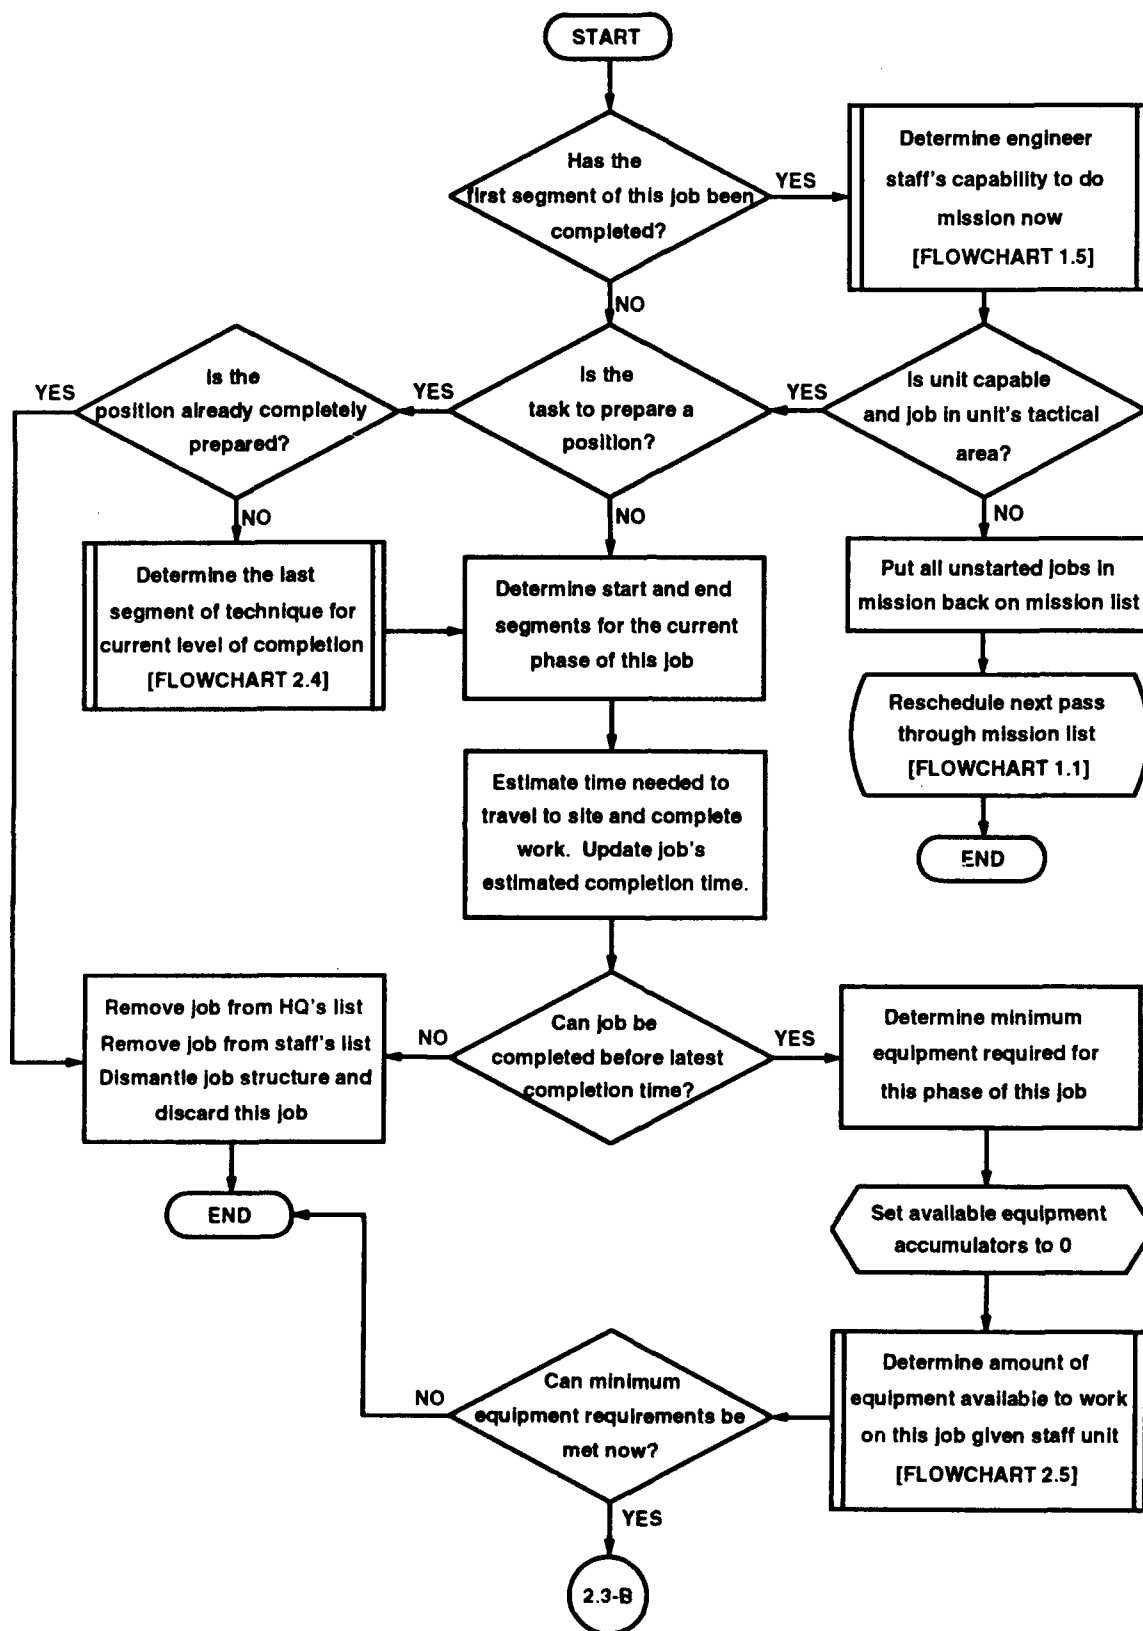 START
Has the
first segment of this job been
completed?
YES
NO
Determine engineer
staff's capability to do
mission now
[FLOWCHART 1.5]
Is the
position already completely
prepared?
YES
NO
Is the
task to prepare a
position?
YES
NO
Is unit capable
and job in unit's tactical
area?
YES
NO
Determine the last
segment of technique for
current level of completion
[FLOWCHART 2.4]
Determine start and end
segments for the current
phase of this job
Put all unstarted jobs in
mission back on mission list
Reschedule next pass
through mission list
[FLOWCHART 1.1]
END
Estimate time needed to
travel to site and complete
work. Update job's
estimated completion time.
Remove job from HQ's list
Remove job from staff's list
Dismantle job structure and
discard this job
END
Can job be
completed before latest
completion time?
NO
YES
Determine minimum
equipment required for
this phase of this job
Set available equipment
accumulators to 0
Determine amount of
equipment available to work
on this job given staff unit
[FLOWCHART 2.5]
Can minimum
equipment requirements be
met now?
NO
YES
2.3-B